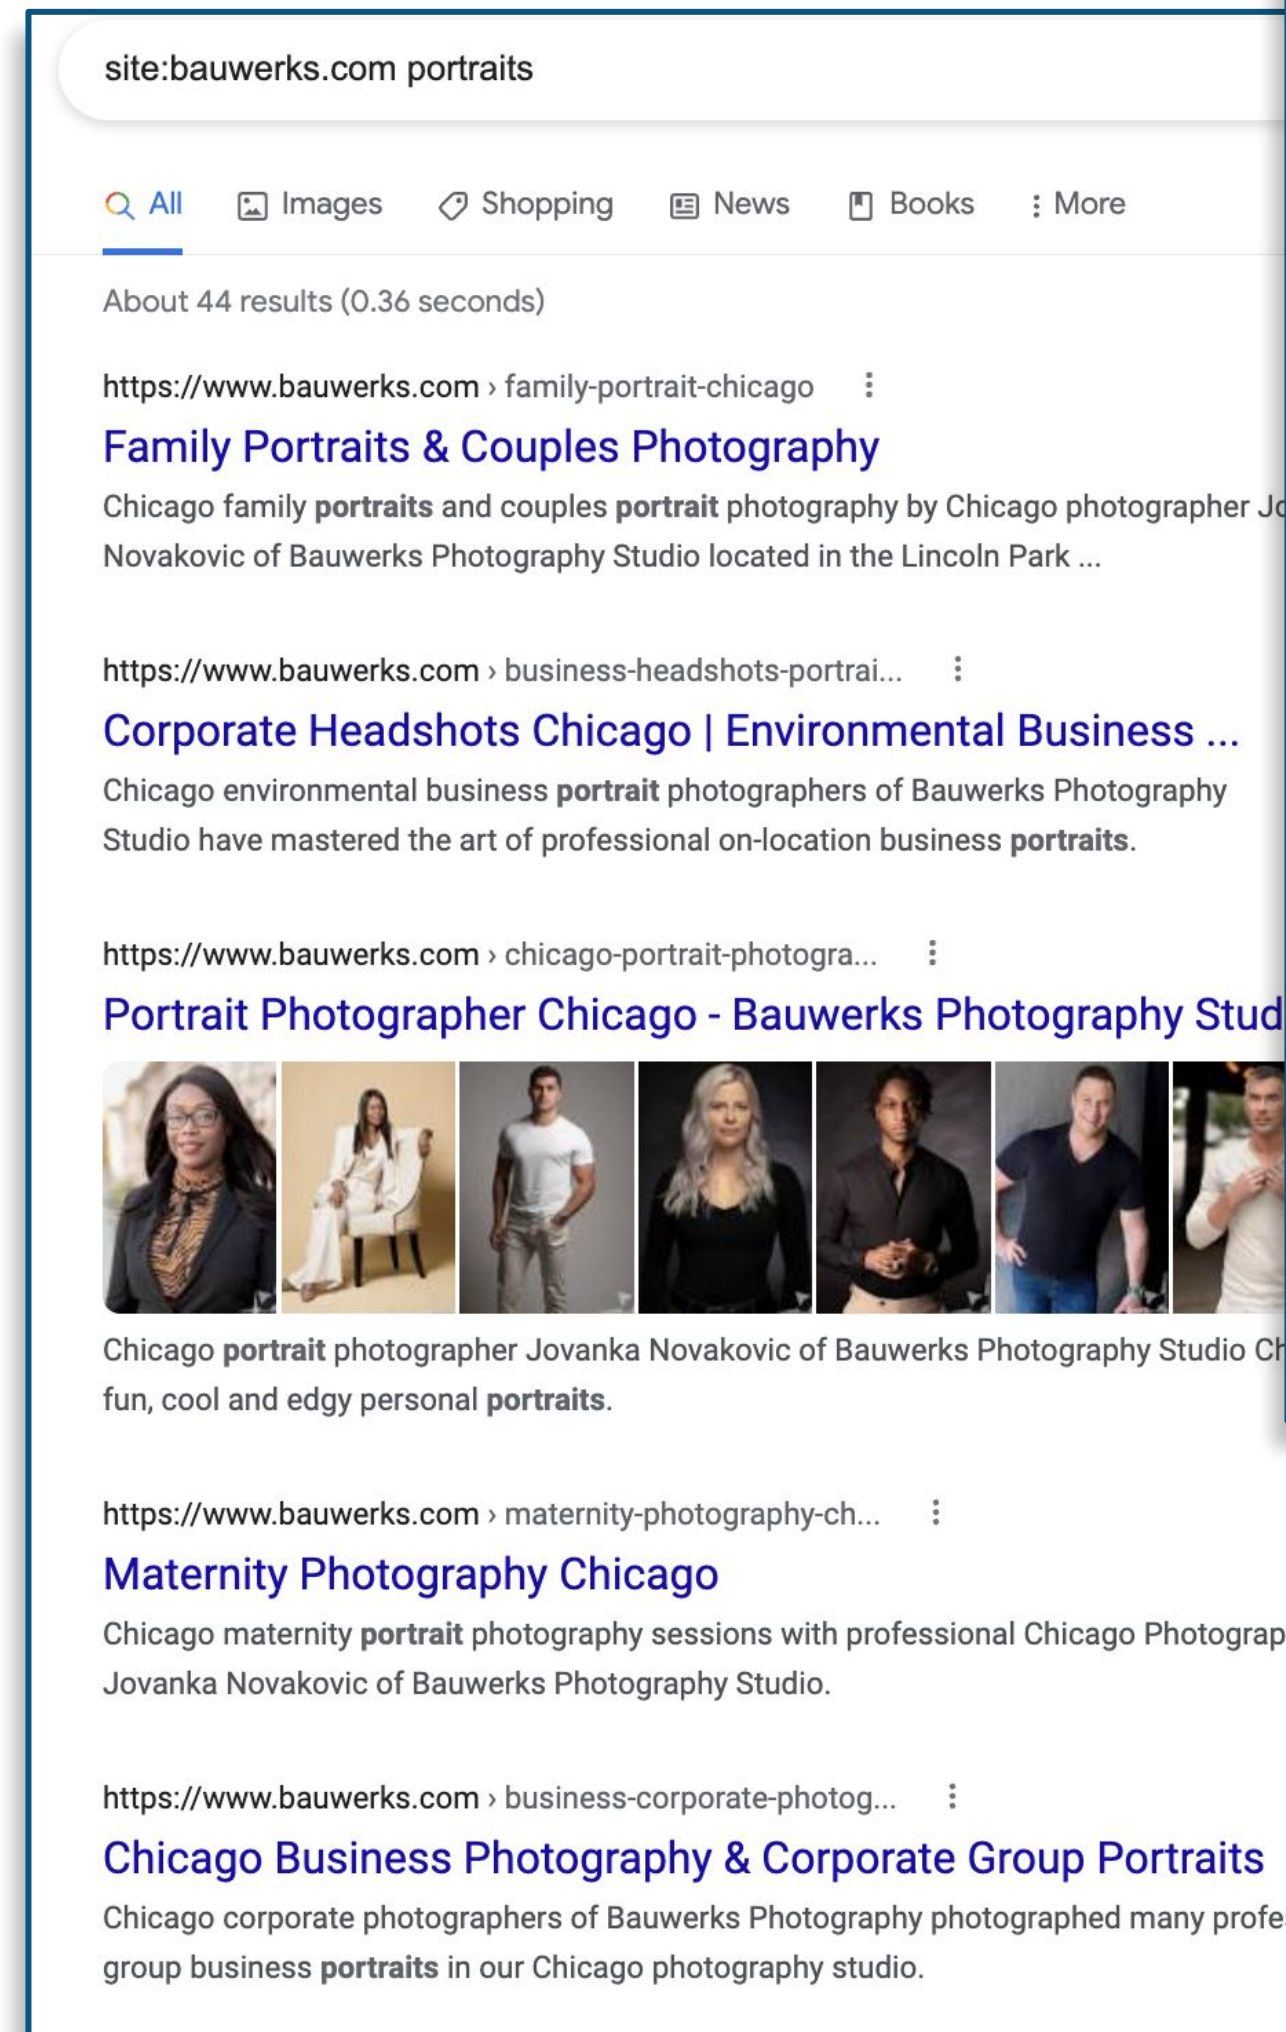 site:bauwerks.com portraits
All Images Shopping News Books More
About 44 results (0.36 seconds)
https://www.bauwerks.com › family-portrait-chicago
Family Portraits & Couples Photography
Chicago family portraits and couples portrait photography by Chicago photographer
Novakovic of Bauwerks Photography Studio located in the Lincoln Park ...
https://www.bauwerks.com › business-headshots-portrai...
Corporate Headshots Chicago | Environmental Business ...
Chicago environmental business portrait photographers of Bauwerks Photography
Studio have mastered the art of professional on-location business portraits.
https://www.bauwerks.com › chicago-portrait-photogra...
Portrait Photographer Chicago - Bauwerks Photography Stud
Chicago portrait photographer Jovanka Novakovic of Bauwerks Photography Studio Ch
fun, cool and edgy personal portraits.
https://www.bauwerks.com › maternity-photography-ch...
Maternity Photography Chicago
Chicago maternity portrait photography sessions with professional Chicago Photograp
Jovanka Novakovic of Bauwerks Photography Studio.
https://www.bauwerks.com › business-corporate-photog...
Chicago Business Photography & Corporate Group Portraits
Chicago corporate photographers of Bauwerks Photography photographed many profe
group business portraits in our Chicago photography studio.